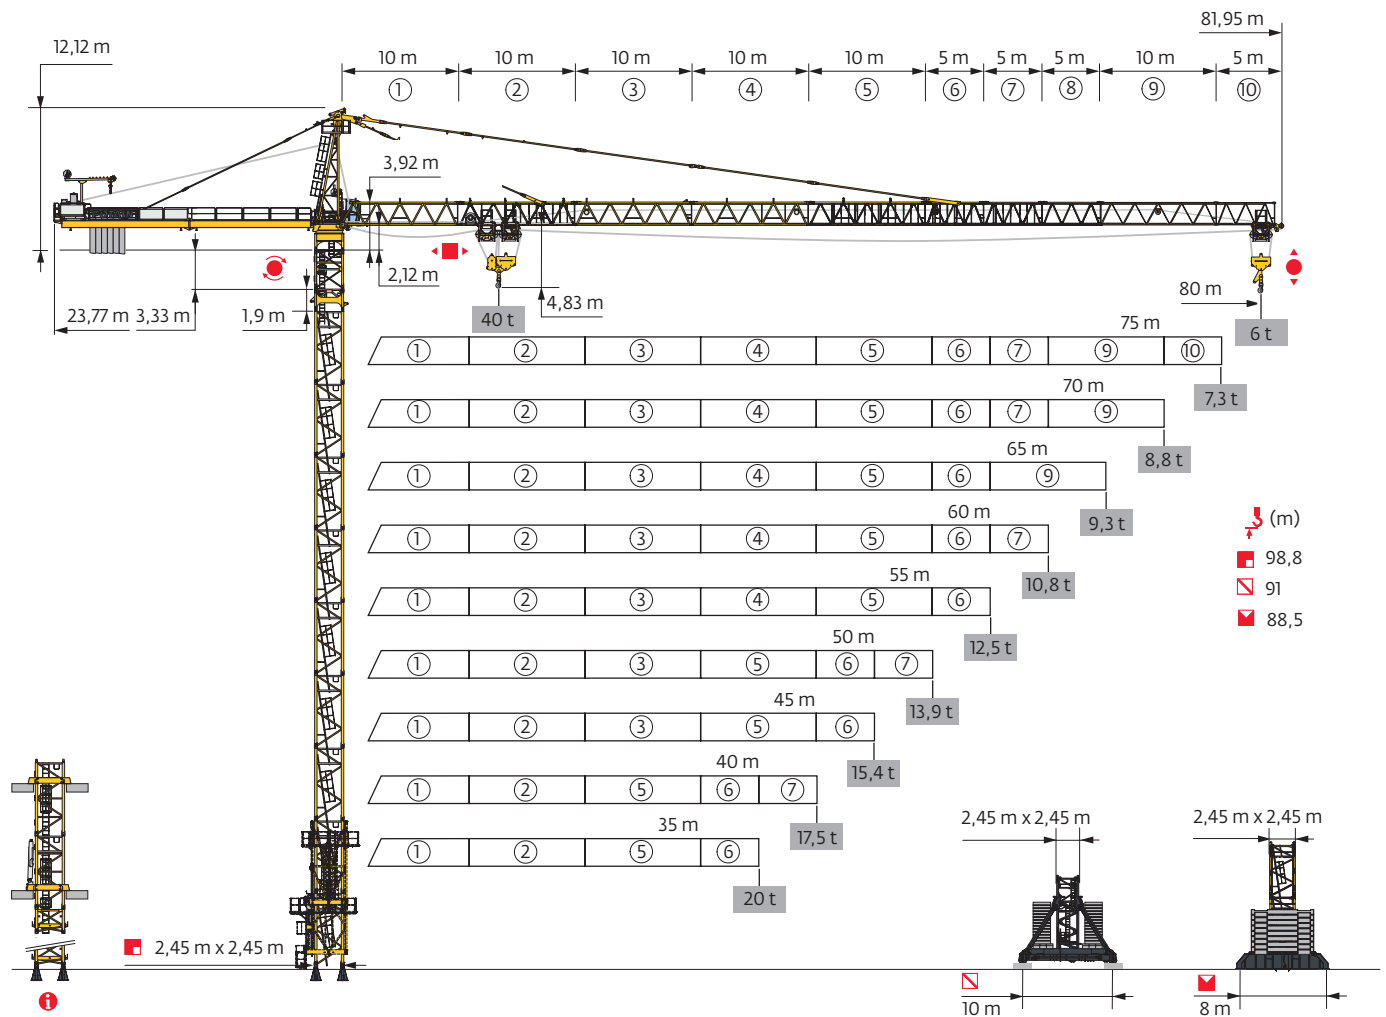 81,95 m
12,12 m
10 m 10 m 10 m 10 m 10 m 5 m 5 m 5 m 10 m 5 m
① ② ③ ④ ⑤ ⑥ ⑦ ⑧ ⑨ ⑩
3,92 m
2,12 m
4,83 m
80 m
23,77 m 3,33 m 1,9 m
40 t
6 t
75 m
① ② ③ ④ ⑤ ⑥ ⑦ ⑨ ⑩
7,3 t
70 m
① ② ③ ④ ⑤ ⑥ ⑦ ⑨
8,8 t
65 m
① ② ③ ④ ⑤ ⑥ ⑨
9,3 t
60 m
① ② ③ ④ ⑤ ⑥ ⑦
10,8 t
55 m
① ② ③ ④ ⑤ ⑥
12,5 t
50 m
① ② ③ ⑤ ⑥ ⑦
13,9 t
45 m
① ② ③ ⑤ ⑥
15,4 t
40 m
① ② ⑤ ⑥ ⑦
17,5 t
35 m
① ② ⑤ ⑥
20 t
(m)
98,8
91
88,5
2,45 m x 2,45 m
i
2,45 m x 2,45 m
10 m
2,45 m x 2,45 m
8 m